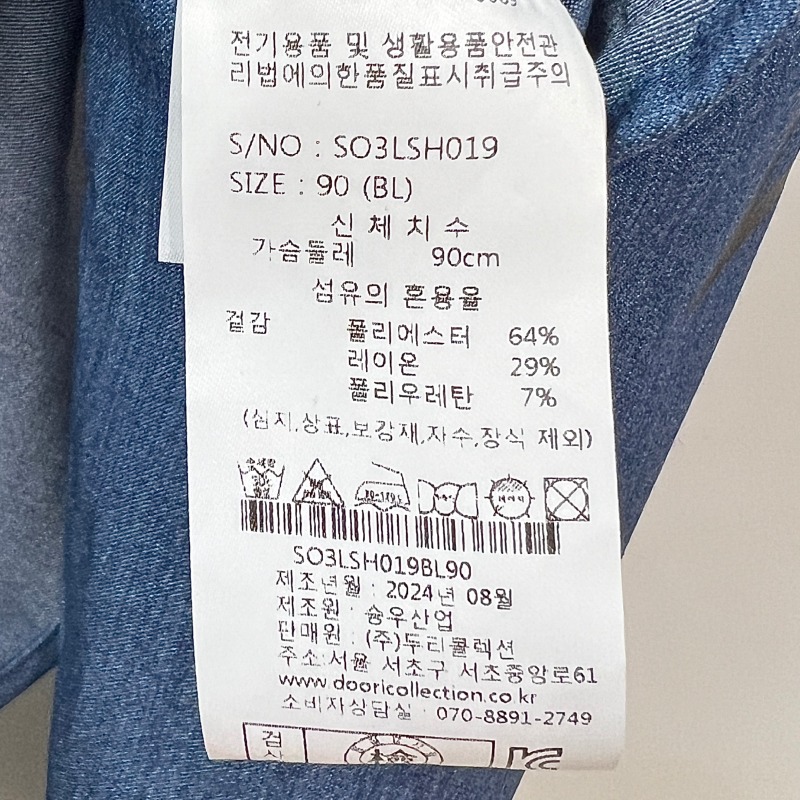 전기용품 및 생활용품안전관
리법에의한품질표시취급주의
S/NO : SO3LSH019
SIZE : 90 (BL)
신 체 치 수
가슴둘레 90cm
섬유의 혼용율
겉감 폴리에스터 64%
레이온 29%
폴리우레탄 7%
(심지,상표,보강재,자수,장식 제외)
SO3LSH019BL90
제조년월 : 2024년 08월
제조원 : 승우산업
판매원 : (주)두리콜렉션
주소:서울 서초구 서초중앙로61
www.dooricollection.co.kr
소비자상담실 : 070-8891-2749
검